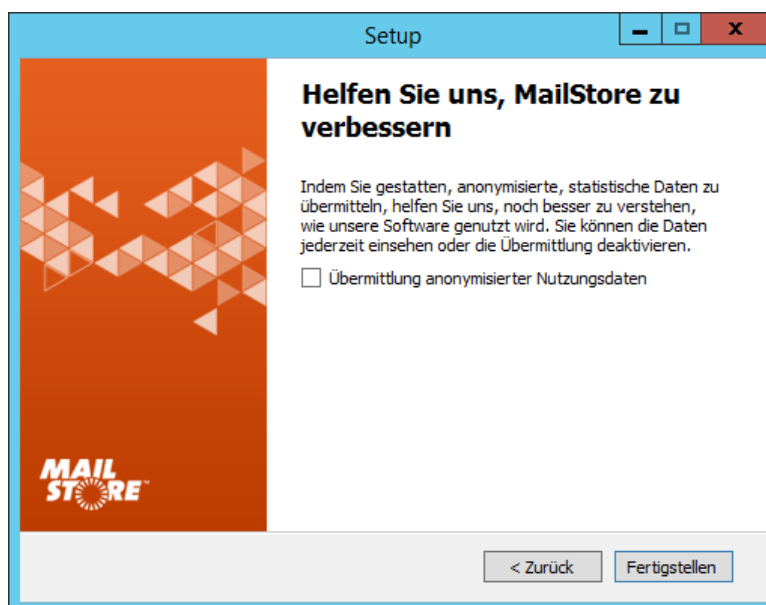 Setup
Helfen Sie uns, MailStore zu
verbessern
Indem Sie gestatten, anonymisierte, statistische Daten zu
übermitteln, helfen Sie uns, noch besser zu verstehen,
wie unsere Software genutzt wird. Sie können die Daten
jederzeit einsehen oder die Übermittlung deaktivieren.
Übermittlung anonymisierter Nutzungsdaten
MAIL
STORE™
< Zurück
Fertigstellen